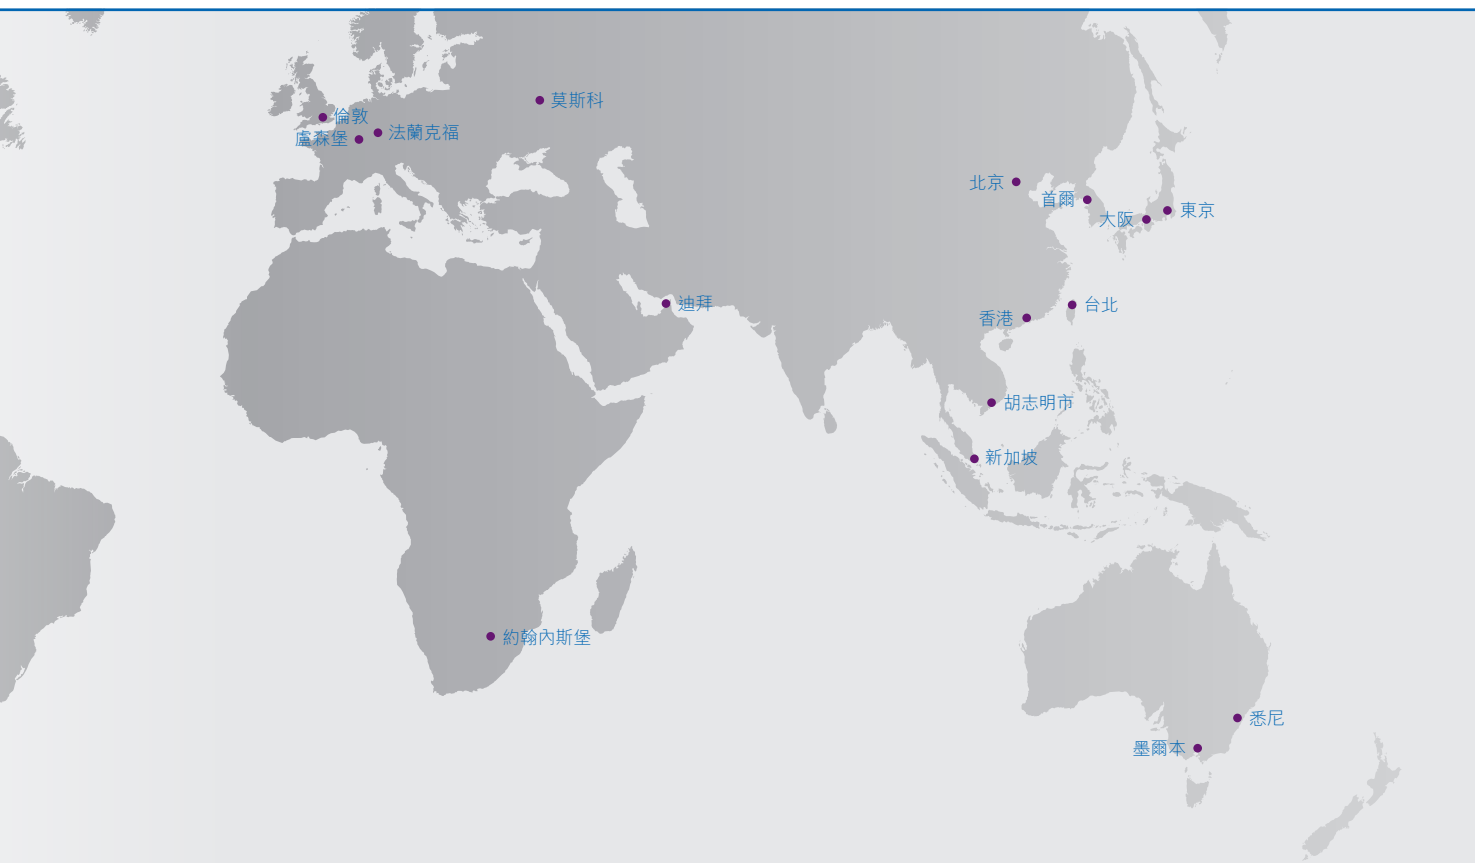 莫斯科
倫敦
法蘭克福
盧森堡
北京
首爾
東京
大阪
迪拜
台北
香港
胡志明市
新加坡
約翰內斯堡
悉尼
墨爾本